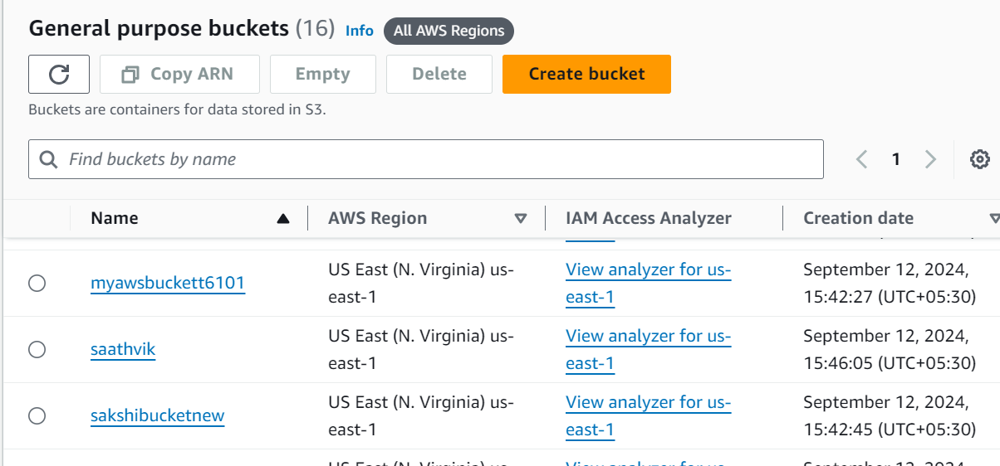 General purpose buckets (16) Info All AWS Regions
Copy ARN Empty Delete Create bucket
Buckets are containers for data stored in S3.
Find buckets by name 1
Name AWS Region IAM Access Analyzer Creation date
myawsbuckett6101 US East (N. Virginia) us- View analyzer for us- September 12, 2024,
east-1 east-1 15:42:27 (UTC+05:30)
saathvik US East (N. Virginia) us- View analyzer for us- September 12, 2024,
east-1 east-1 15:46:05 (UTC+05:30)
sakshibucketnew US East (N. Virginia) us- View analyzer for us- September 12, 2024,
east-1 east-1 15:42:45 (UTC+05:30)